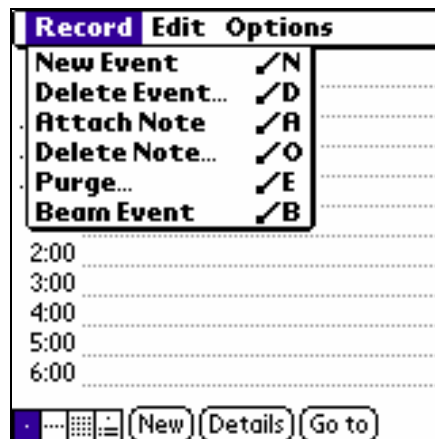 Record Edit Options
New Event /N
Delete Event... /D
Attach Note /A
Delete Note... /O
Purge... /E
Beam Event /B
2:00
3:00
4:00
5:00
6:00
New Details Go to